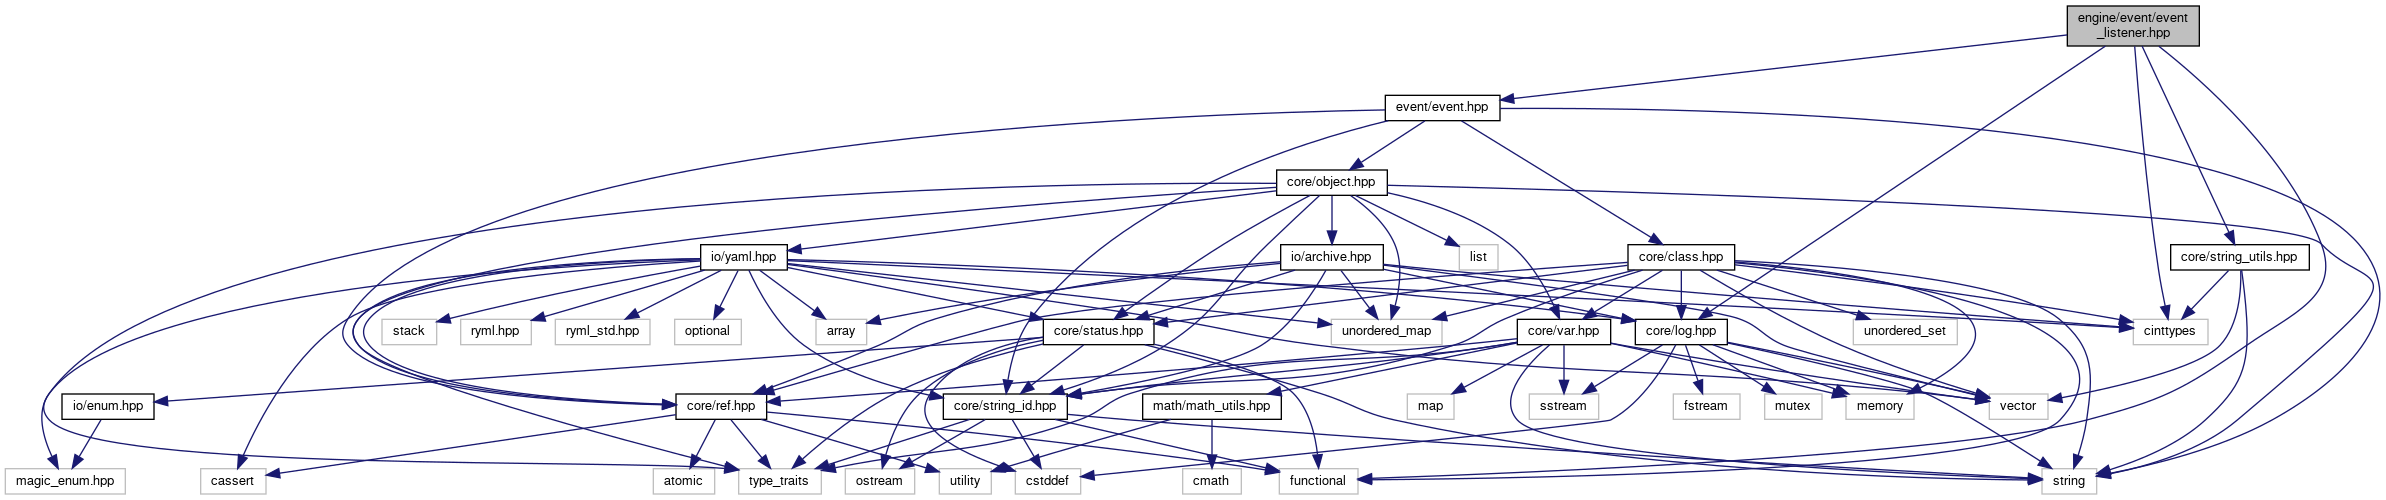 engine/event/event
_listener.hpp
event/event.hpp
core/object.hpp
io/yaml.hpp
io/archive.hpp
list
core/class.hpp
core/string_utils.hpp
stack
ryml.hpp
ryml_std.hpp
optional
array
core/status.hpp
unordered_map
core/var.hpp
core/log.hpp
unordered_set
cinttypes
io/enum.hpp
core/ref.hpp
core/string_id.hpp
math/math_utils.hpp
map
sstream
fstream
mutex
memory
vector
magic_enum.hpp
cassert
atomic
type_traits
ostream
utility
cstddef
cmath
functional
string